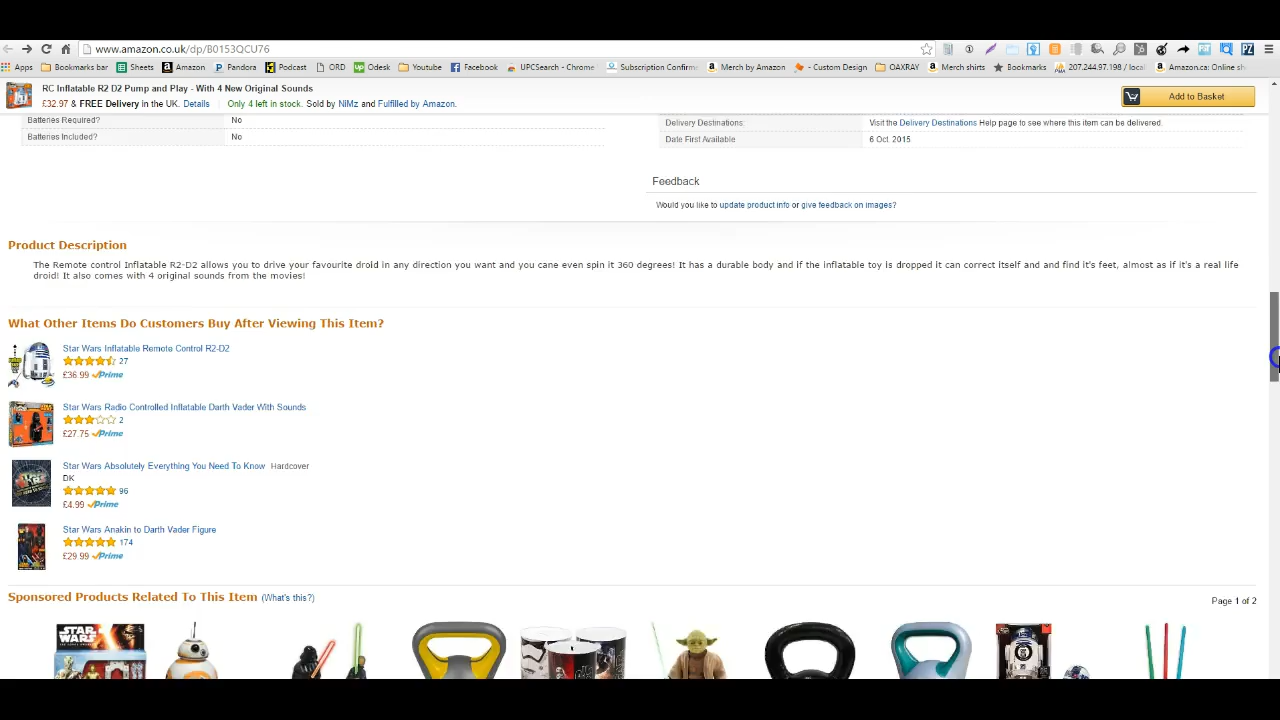 www.amazon.co.uk/dp/B0153QCU76
Apps Bookmarks bar Sheets Amazon Pandora Podcast ORD Odesk Youtube Facebook UPCSearch - Chrome Subscription Confirm Merch by Amazon - Custom Design OAXRAY Merch shirts Bookmarks 207.244.97.198 / local Amazon.ca: Online sh
RC Inflatable R2 D2 Pump and Play - With 4 New Original Sounds
£32.97 & FREE Delivery in the UK. Details Only 4 left in stock. Sold by NiMz and Fulfilled by Amazon.
Add to Basket
Batteries Required? No
Batteries Included? No
Delivery Destinations: Visit the Delivery Destinations Help page to see where this item can be delivered.
Date First Available 6 Oct. 2015
Feedback
Would you like to update product info or give feedback on images?
Product Description
The Remote control Inflatable R2-D2 allows you to drive your favourite droid in any direction you want and you cane even spin it 360 degrees! It has a durable body and if the inflatable toy is dropped it can correct itself and and find it's feet, almost as if it's a real life
droid! It also comes with 4 original sounds from the movies!
What Other Items Do Customers Buy After Viewing This Item?
Star Wars Inflatable Remote Control R2-D2
27
£36.99 Prime
Star Wars Radio Controlled Inflatable Darth Vader With Sounds
2
£27.75 Prime
Star Wars Absolutely Everything You Need To Know Hardcover
DK
96
£4.99 Prime
Star Wars Anakin to Darth Vader Figure
174
£29.99 Prime
Sponsored Products Related To This Item (What's this?)
Page 1 of 2
STAR
WARS